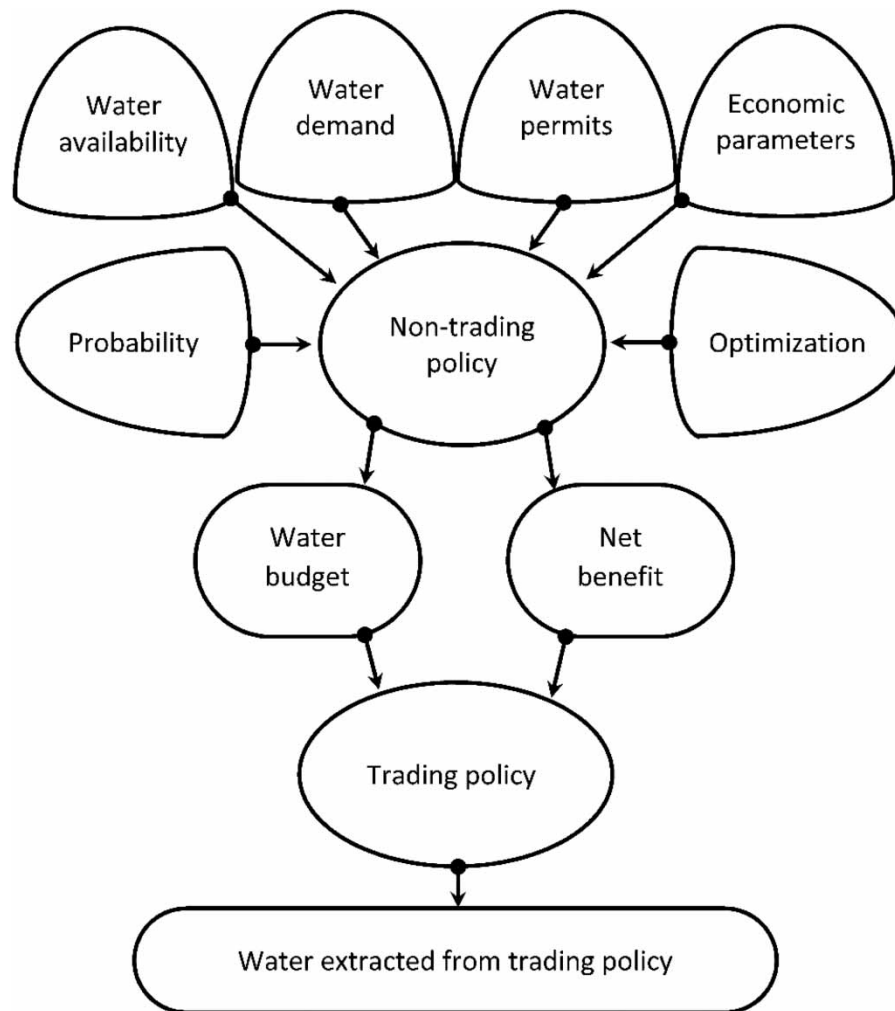 Water
availability
Water
demand
Water
permits
Economic
parameters
Probability
Non-trading
policy
Optimization
Water
budget
Net
benefit
Trading policy
Water extracted from trading policy